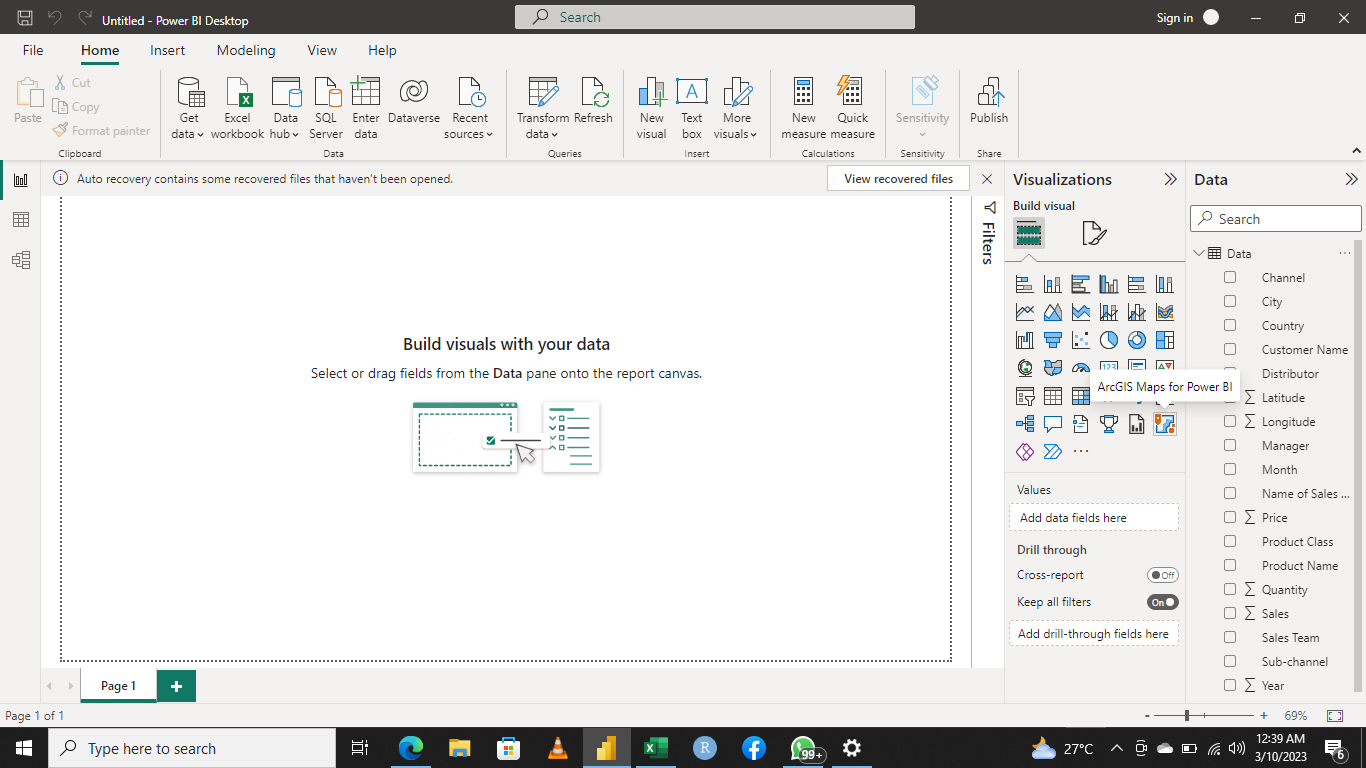 Untitled - Power BI Desktop
Search
Sign in
File Home Insert Modeling View Help
Paste
Cut
Copy
Format painter
Clipboard
Get data
Excel workbook
Data hub
SQL Server
Enter data
Dataverse
Recent sources
Data
Transform data
Refresh
Queries
New visual
Text box
More visuals
Insert
New measure
Quick measure
Calculations
Sensitivity
Sensitivity
Publish
Share
Auto recovery contains some recovered files that haven't been opened.
View recovered files
Build visuals with your data
Select or drag fields from the Data pane onto the report canvas.
Filters
Visualizations
Build visual
123
ArcGIS Maps for Power BI
Values
Add data fields here
Drill through
Cross-report
Off
Keep all filters
On
Add drill-through fields here
Data
Search
Data
Channel
City
Country
Customer Name
Distributor
Latitude
Longitude
Manager
Month
Name of Sales ...
Price
Product Class
Product Name
Quantity
Sales
Sales Team
Sub-channel
Year
Page 1
Page 1 of 1
69%
Type here to search
99+
27°C
12:39 AM
3/10/2023
6